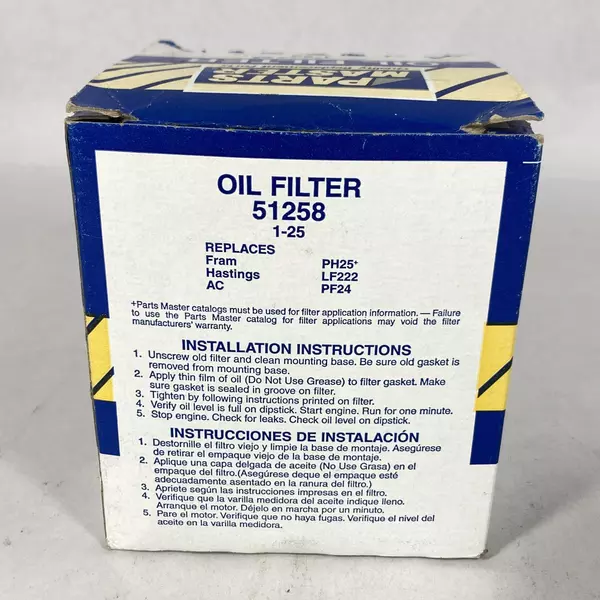 OIL FILTER
PARTS
MASTER
OIL FILTER
51258
1-25
REPLACES
Fram PH25+
Hastings LF222
AC PF24
+Parts Master catalogs must be used for filter application information. — Failure
to use the Parts Master catalog for filter applications may void the filter
manufacturers' warranty.
INSTALLATION INSTRUCTIONS
1. Unscrew old filter and clean mounting base. Be sure old gasket is
removed from mounting base.
2. Apply thin film of oil (Do Not Use Grease) to filter gasket. Make
sure gasket is sealed in groove on filter.
3. Tighten by following instructions printed on filter.
4. Verify oil level is full on dipstick. Start engine. Run for one minute.
5. Stop engine. Check for leaks. Check oil level on dipstick.
INSTRUCCIONES DE INSTALACIÓN
1. Destornille el filtro viejo y limpie la base de montaje. Asegúrese
de retirar el empaque viejo de la base de montaje.
2. Aplique una capa delgada de aceite (No Use Grasa) en el
empaque del filtro.(Asegúrese deque el empaque esté
adecuadamente asentado en la ranura del filtro.)
3. Apriete según las instrucciones impresas en el filtro.
4. Verifique que la varilla medidora del aceite indique lleno.
Arranque el motor. Déjelo en marcha por un minuto.
5. Pare el motor. Verifique que no haya fugas. Verifique el nivel del
aceite en la varilla medidora.